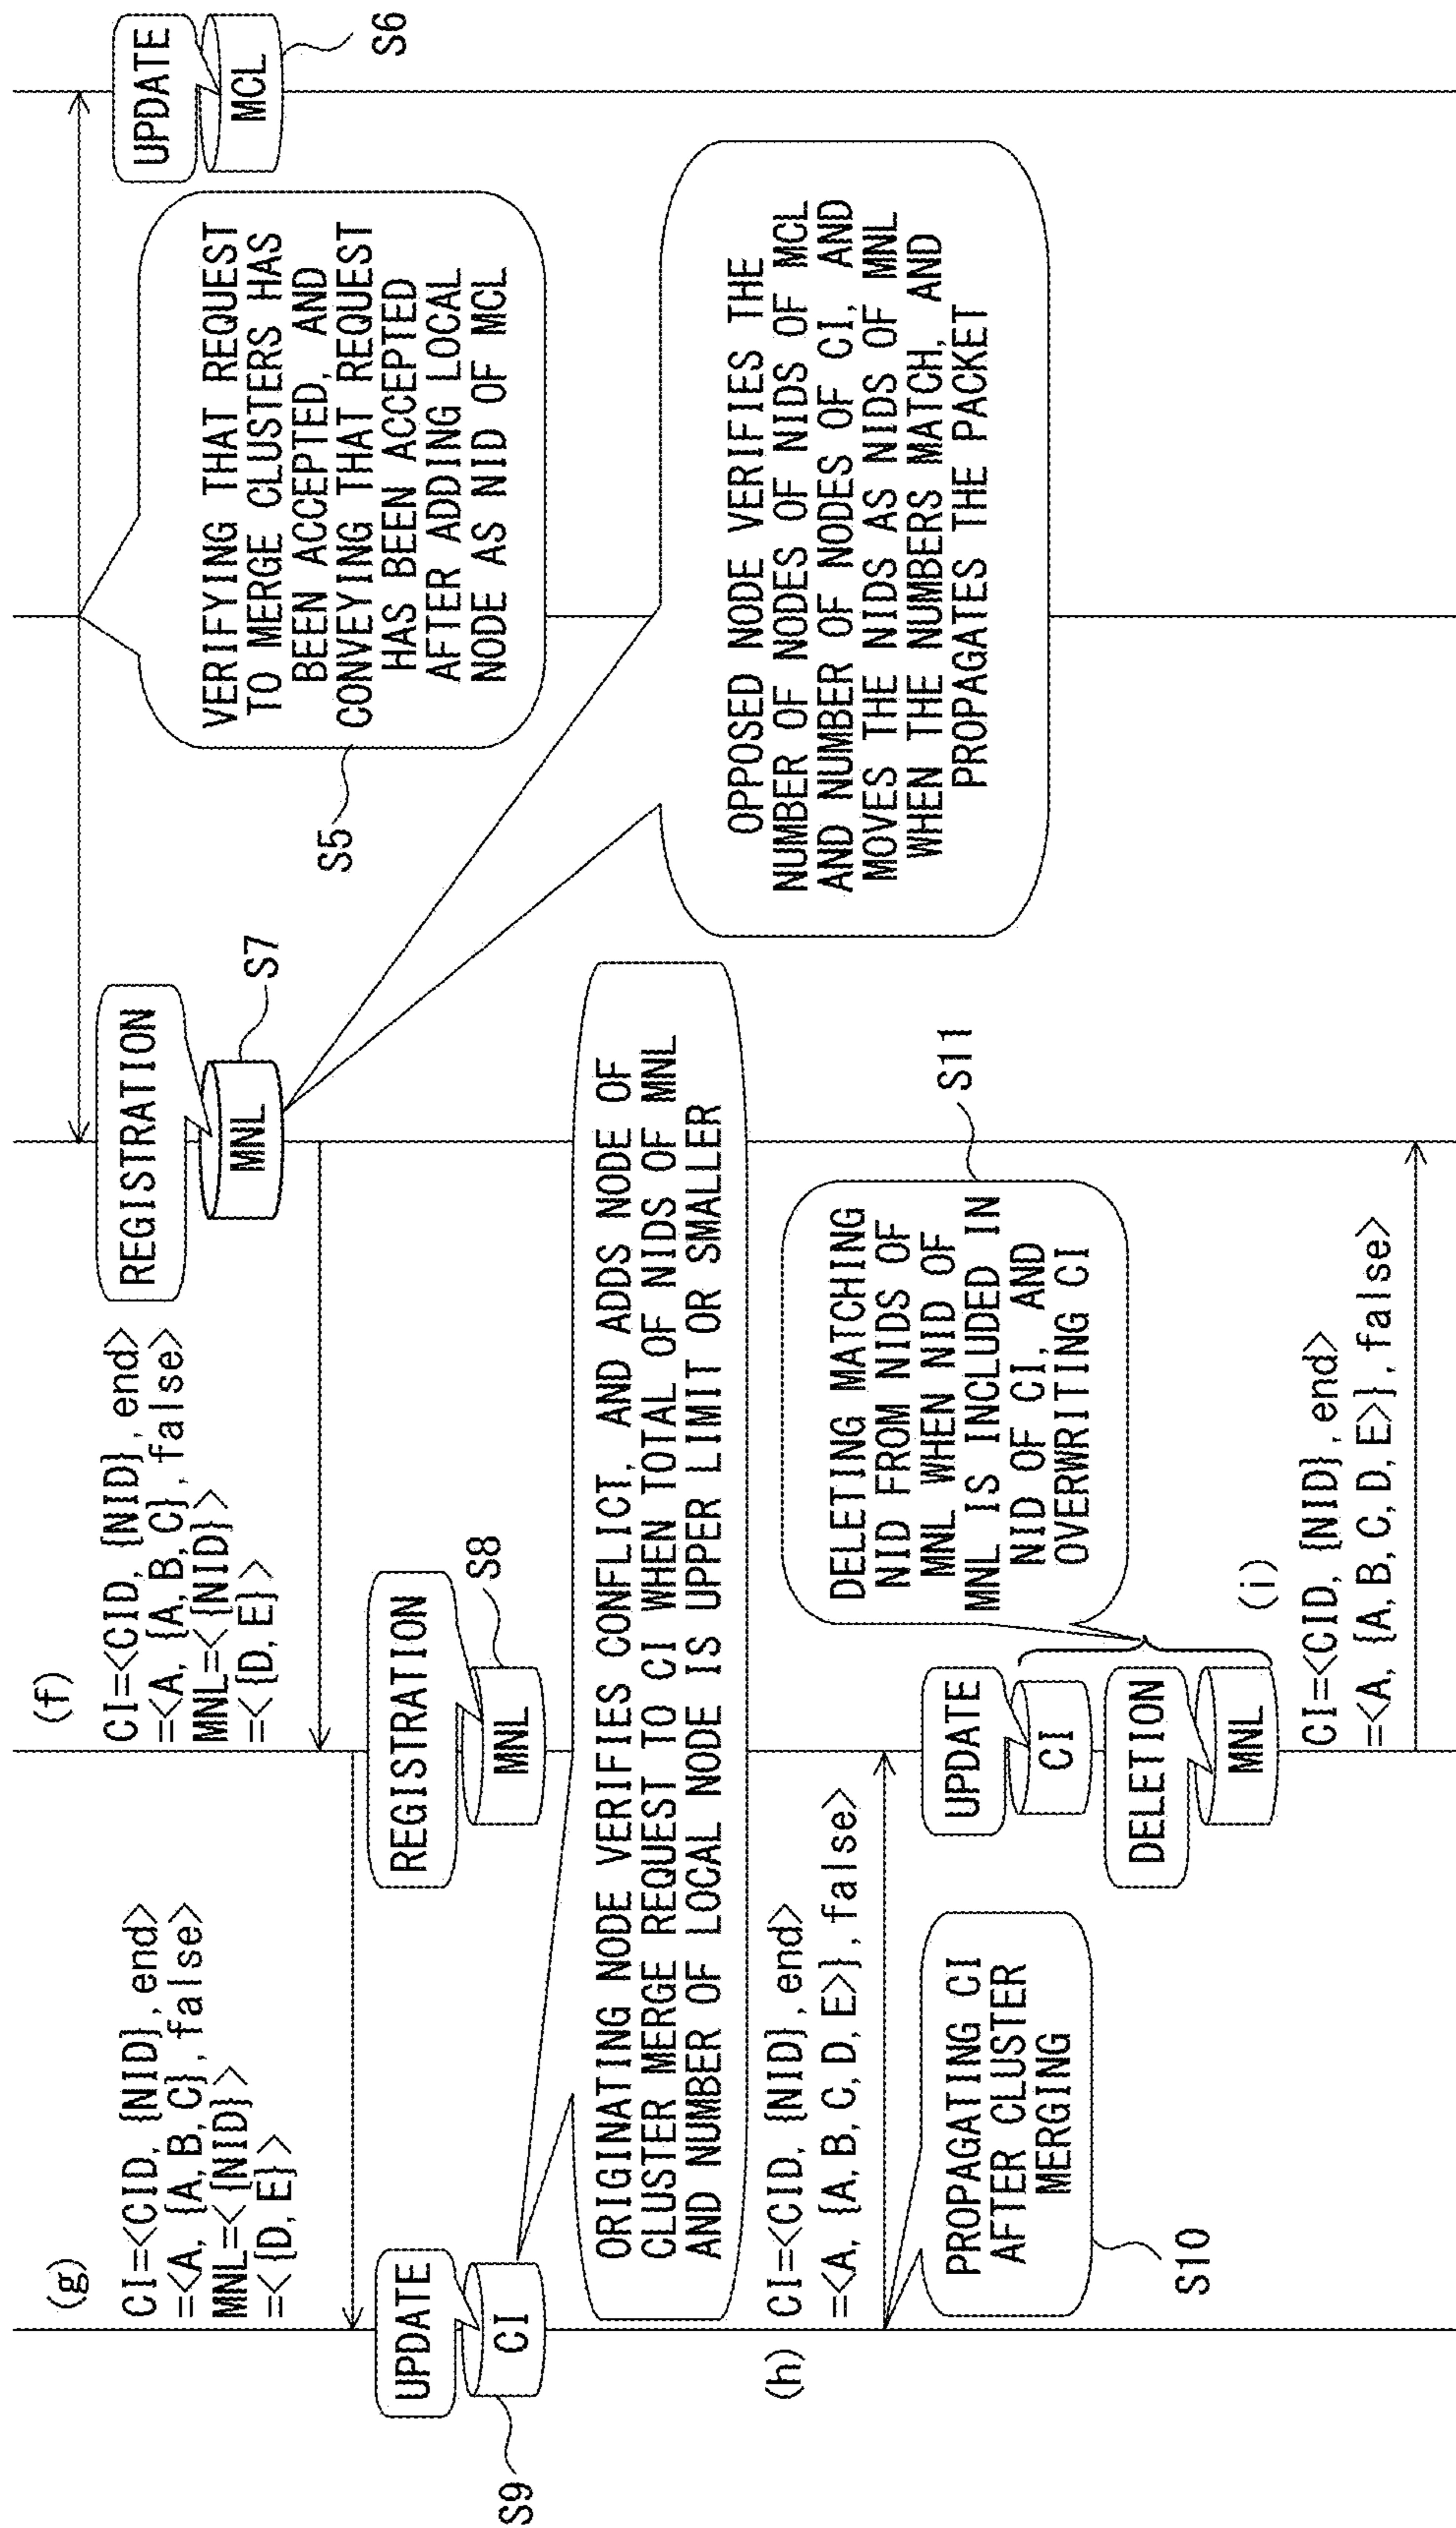 UPDATE
MCL
S6
VERIFYING THAT REQUEST
TO MERGE CLUSTERS HAS
BEEN ACCEPTED, AND
CONVEYING THAT REQUEST
HAS BEEN ACCEPTED
AFTER ADDING LOCAL
NODE AS NID OF MCL
S5
REGISTRATION
MNL
S7
OPPOSED NODE VERIFIES THE
NUMBER OF NODES OF NIDS OF MCL
AND NUMBER OF NODES OF CI, AND
MOVES THE NIDS AS NIDS OF MNL
WHEN THE NUMBERS MATCH, AND
PROPAGATES THE PACKET
(f)
CI=<CID, {NID}, end>
=<A, {A, B, C}, false>
MNL=<{NID}>
=<{D, E}>
REGISTRATION
MNL
S8
(g)
CI=<CID, {NID}, end>
=<A, {A, B, C}, false>
MNL=<{NID}>
=<{D, E}>
UPDATE
CI
S9
ORIGINATING NODE VERIFIES CONFLICT, AND ADDS NODE OF
CLUSTER MERGE REQUEST TO CI WHEN TOTAL OF NIDS OF MNL
AND NUMBER OF LOCAL NODE IS UPPER LIMIT OR SMALLER
(h)
CI=<CID, {NID}, end>
=<A, {A, B, C, D, E>}, false>
PROPAGATING CI
AFTER CLUSTER
MERGING
S10
UPDATE
CI
DELETION
MNL
DELETING MATCHING
NID FROM NIDS OF
MNL WHEN NID OF
MNL IS INCLUDED IN
NID OF CI, AND
OVERWRITING CI
S11
(i)
CI=<CID, {NID}, end>
=<A, {A, B, C, D, E>}, false>